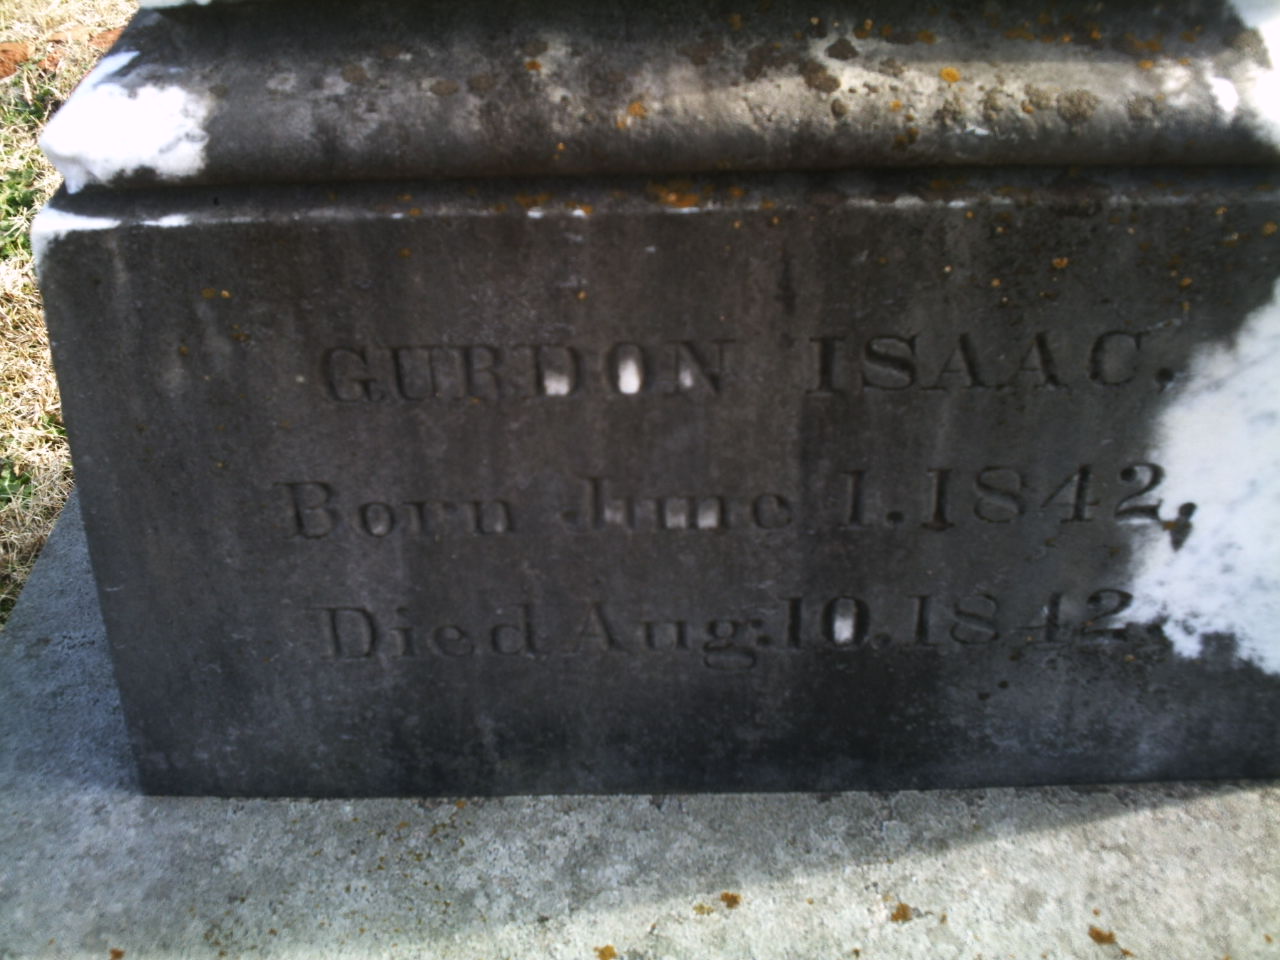 GURDON ISAAC.
Born June 1. 1842,
Died Aug: 10. 1842.